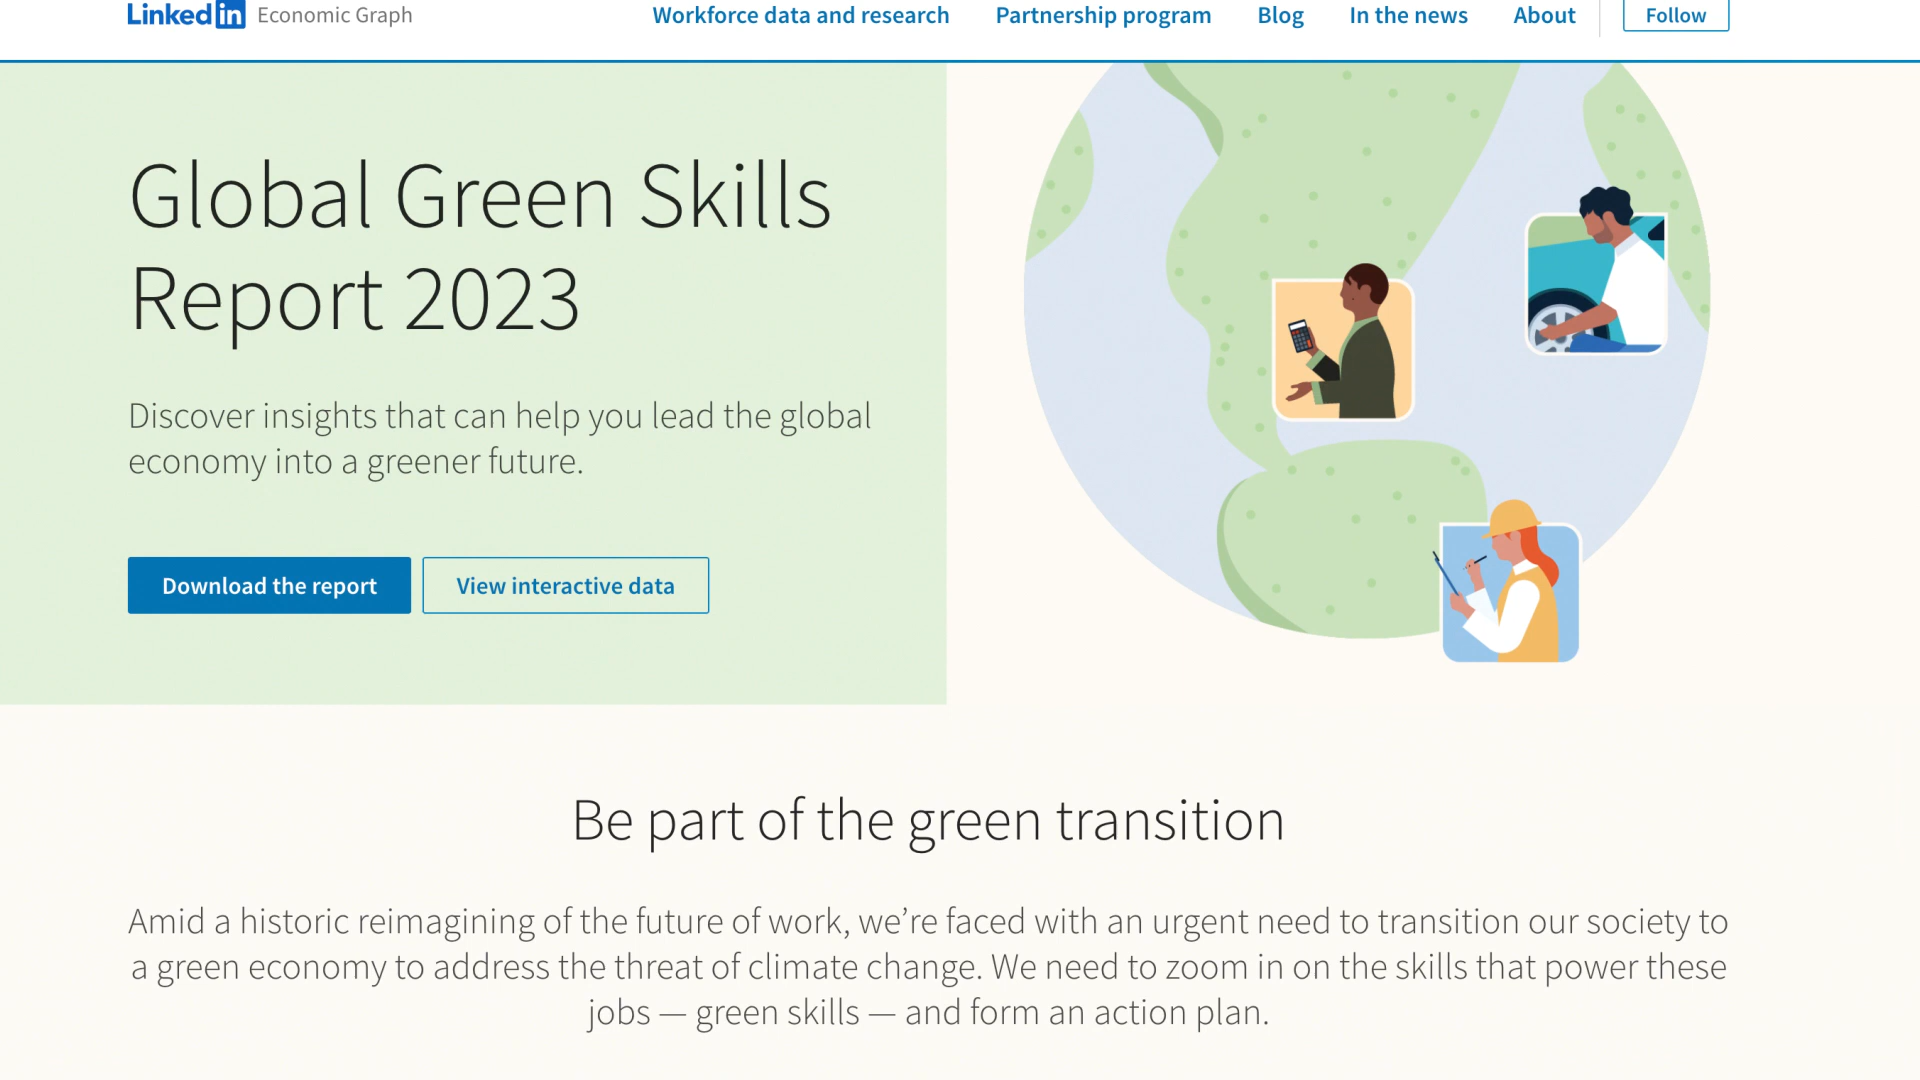 Linked in Economic Graph
Workforce data and research
Partnership program
Blog
In the news
About
Follow
Global Green Skills
Report 2023
Discover insights that can help you lead the global
economy into a greener future.
Download the report
View interactive data
Be part of the green transition
Amid a historic reimagining of the future of work, we’re faced with an urgent need to transition our society to
a green economy to address the threat of climate change. We need to zoom in on the skills that power these
jobs — green skills — and form an action plan.